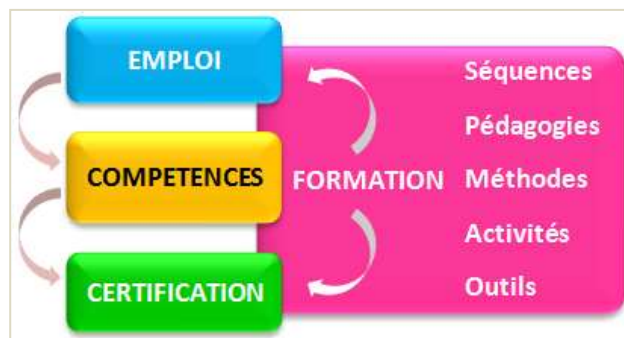 EMPLOI
COMPETENCES
CERTIFICATION
FORMATION
Séquences
Pédagogies
Méthodes
Activités
Outils